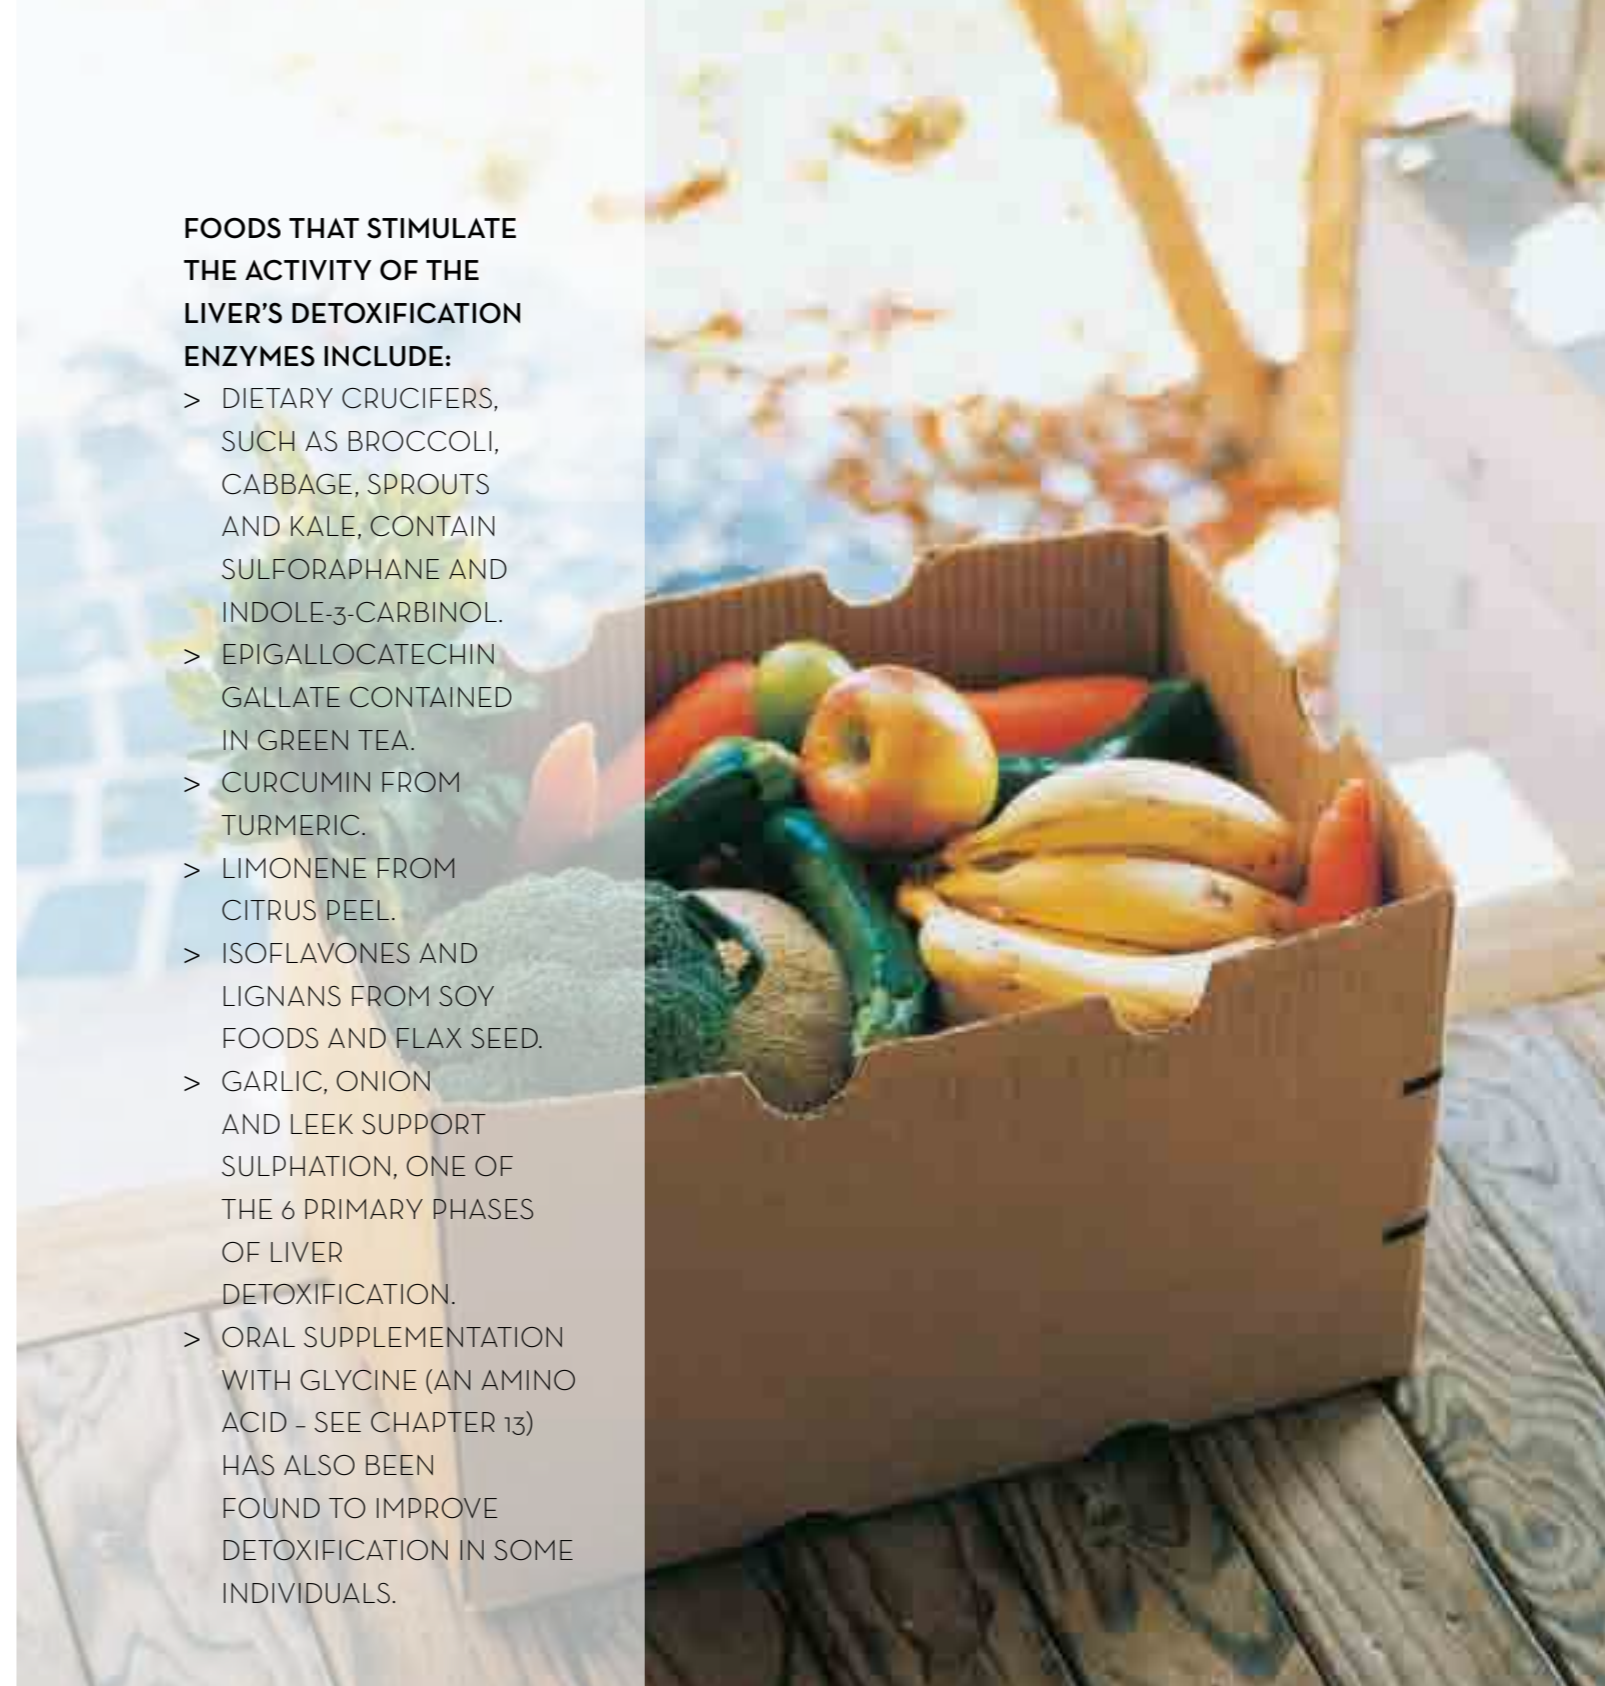 FOODS THAT STIMULATE
THE ACTIVITY OF THE
LIVER'S DETOXIFICATION
ENZYMES INCLUDE:
> DIETARY CRUCIFERS,
SUCH AS BROCCOLI,
CABBAGE, SPROUTS
AND KALE, CONTAIN
SULFORAPHANE AND
INDOLE-3-CARBINOL.
> EPIGALLOCATECHIN
GALLATE CONTAINED
IN GREEN TEA.
> CURCUMIN FROM
TURMERIC.
> LIMONENE FROM
CITRUS PEEL.
> ISOFLAVONES AND
LIGNANS FROM SOY
FOODS AND FLAX SEED.
> GARLIC, ONION
AND LEEK SUPPORT
SULPHATION, ONE OF
THE 6 PRIMARY PHASES
OF LIVER
DETOXIFICATION.
> ORAL SUPPLEMENTATION
WITH GLYCINE (AN AMINO
ACID – SEE CHAPTER 13)
HAS ALSO BEEN
FOUND TO IMPROVE
DETOXIFICATION IN SOME
INDIVIDUALS.